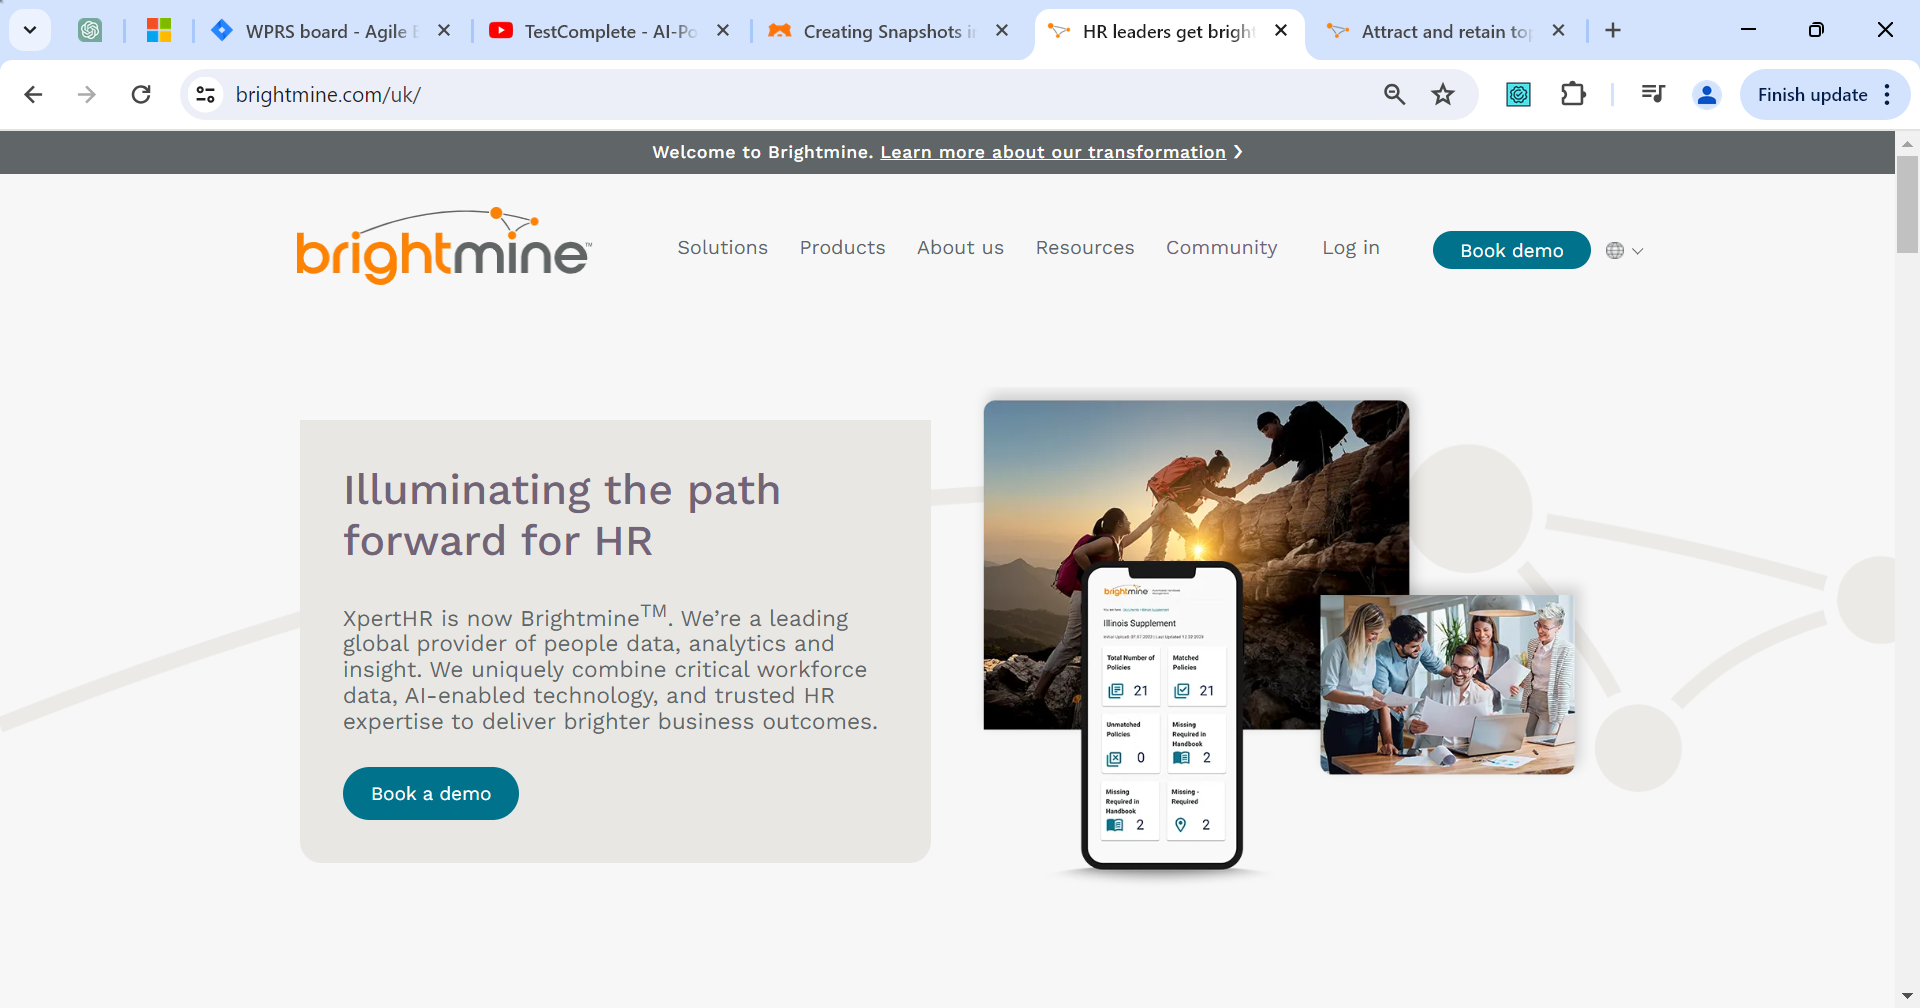 WPRS board - Agile
TestComplete - AI-Po
Creating Snapshots i
HR leaders get bright
Attract and retain to
brightmine.com/uk/
Finish update
Welcome to Brightmine. Learn more about our transformation ❯
brightmine™
Solutions
Products
About us
Resources
Community
Log in
Book demo
Illuminating the path
forward for HR
XpertHR is now Brightmine™. We’re a leading
global provider of people data, analytics and
insight. We uniquely combine critical workforce
data, AI-enabled technology, and trusted HR
expertise to deliver brighter business outcomes.
Book a demo
brightmine
Illinois Supplement
Total Number of
Policies
21
Matched
Policies
21
Unmatched
Policies
0
Missing
Required in
Handbook
2
Missing
Required in
Handbook
2
Missing -
Required
2